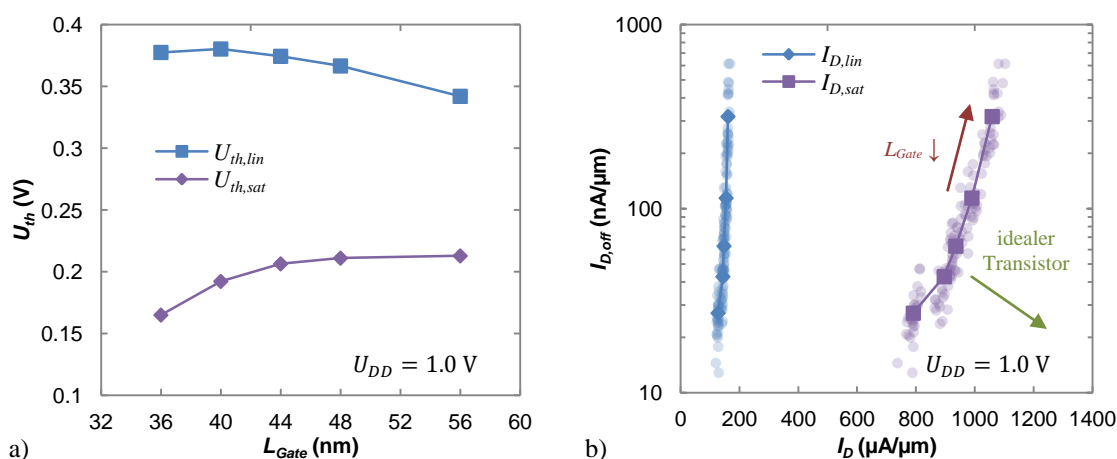 0.4
0.35
0.3
0.25
0.2
0.15
0.1
U_th (V)
U_th,lin
U_th,sat
U_DD = 1.0 V
32 36 40 44 48 52 56 60
L_Gate (nm)
a)
1000
100
10
I_D,off (nA/µm)
I_D,lin
I_D,sat
L_Gate ↓
idealer
Transistor
U_DD = 1.0 V
0 200 400 600 800 1000 1200 1400
I_D (µA/µm)
b)